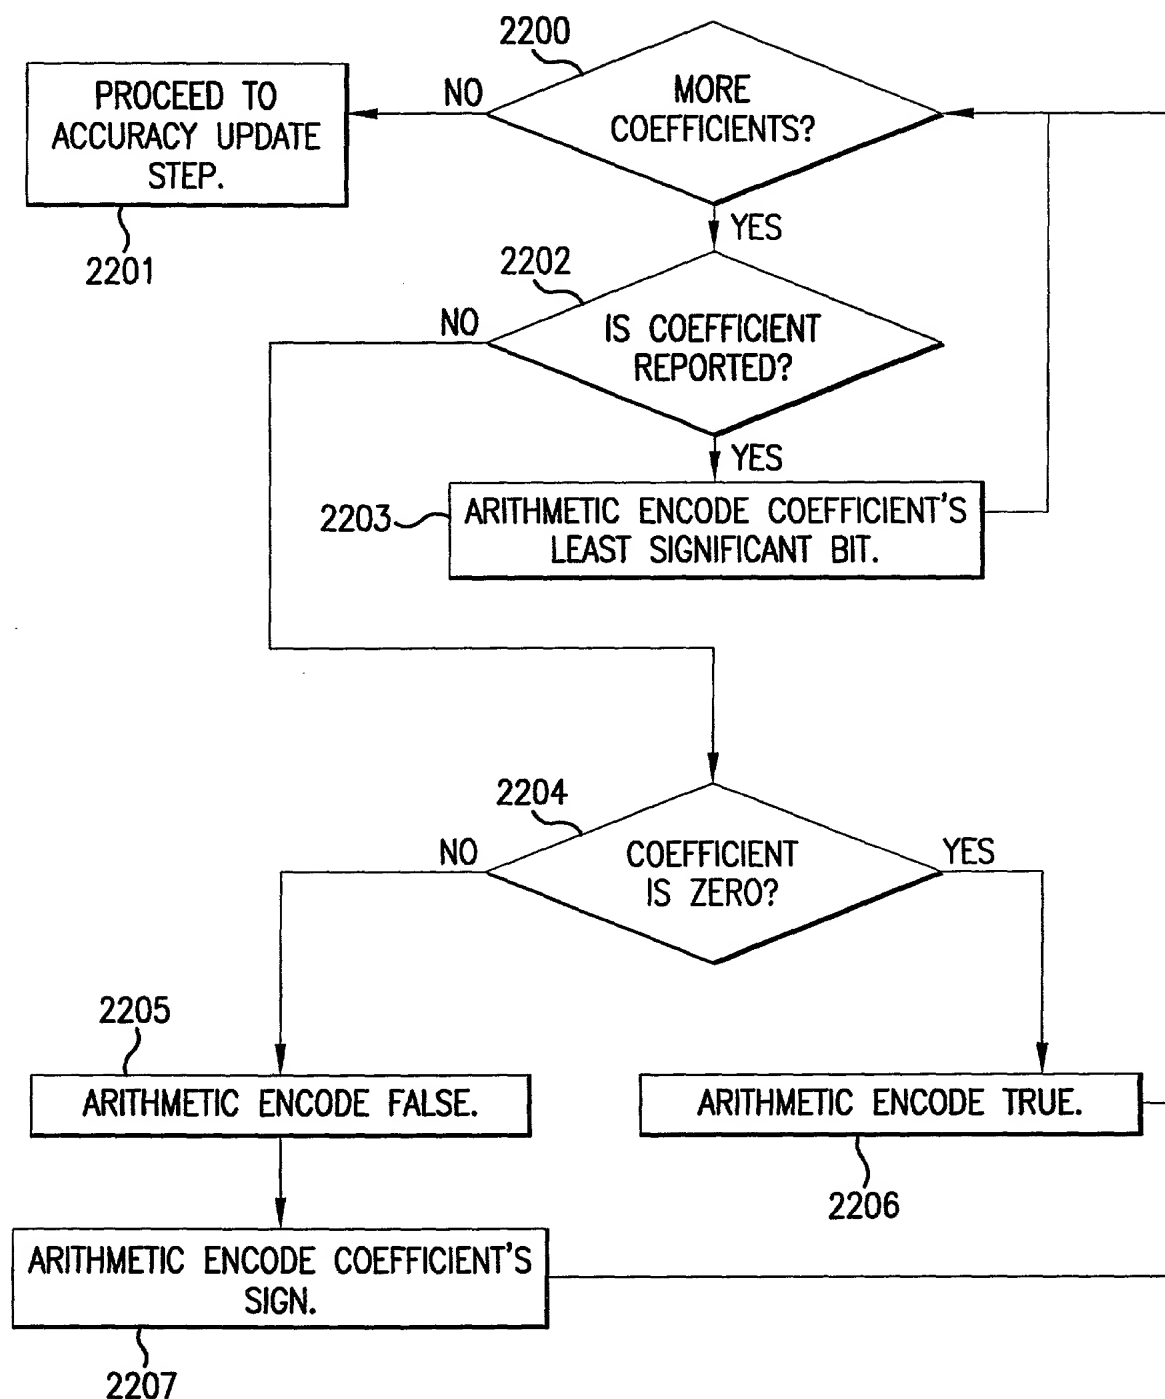 2200
MORE
COEFFICIENTS?
NO
PROCEED TO
ACCURACY UPDATE
STEP.
2201
YES
2202
IS COEFFICIENT
REPORTED?
NO
YES
2203
ARITHMETIC ENCODE COEFFICIENT'S
LEAST SIGNIFICANT BIT.
2204
COEFFICIENT
IS ZERO?
NO
YES
2205
ARITHMETIC ENCODE FALSE.
ARITHMETIC ENCODE TRUE.
2206
ARITHMETIC ENCODE COEFFICIENT'S
SIGN.
2207